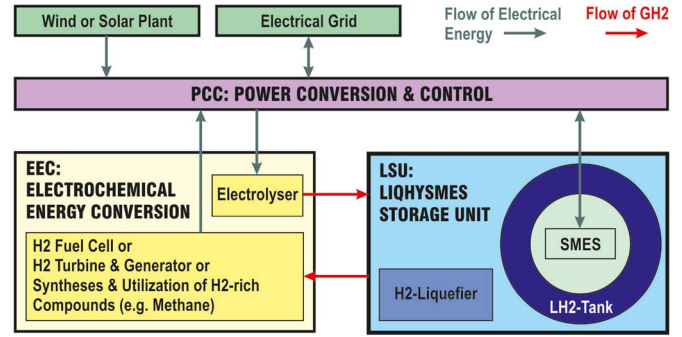 Wind or Solar Plant
Electrical Grid
Flow of Electrical
Energy
Flow of GH2
PCC: POWER CONVERSION & CONTROL
EEC:
ELECTROCHEMICAL
ENERGY CONVERSION
Electrolyser
H2 Fuel Cell or
H2 Turbine & Generator or
Syntheses & Utilization of H2-rich
Compounds (e.g. Methane)
LSU:
LIQHYSMES
STORAGE UNIT
H2-Liquefier
SMES
LH2-Tank